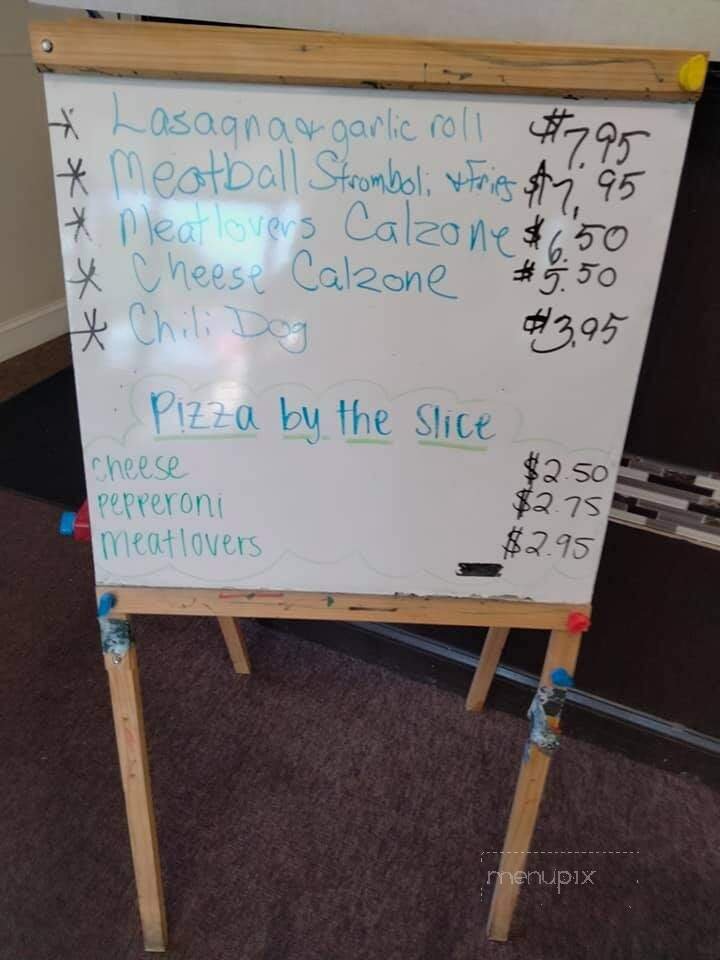 * Lasagna & garlic roll $7.95
* Meatball Stromboli & Fries $7.95
* Meatlovers Calzone $6.50
* Cheese Calzone $5.50
* Chili Dog $3.95
Pizza by the slice
cheese $2.50
pepperoni $2.75
meatlovers $2.95
menupix